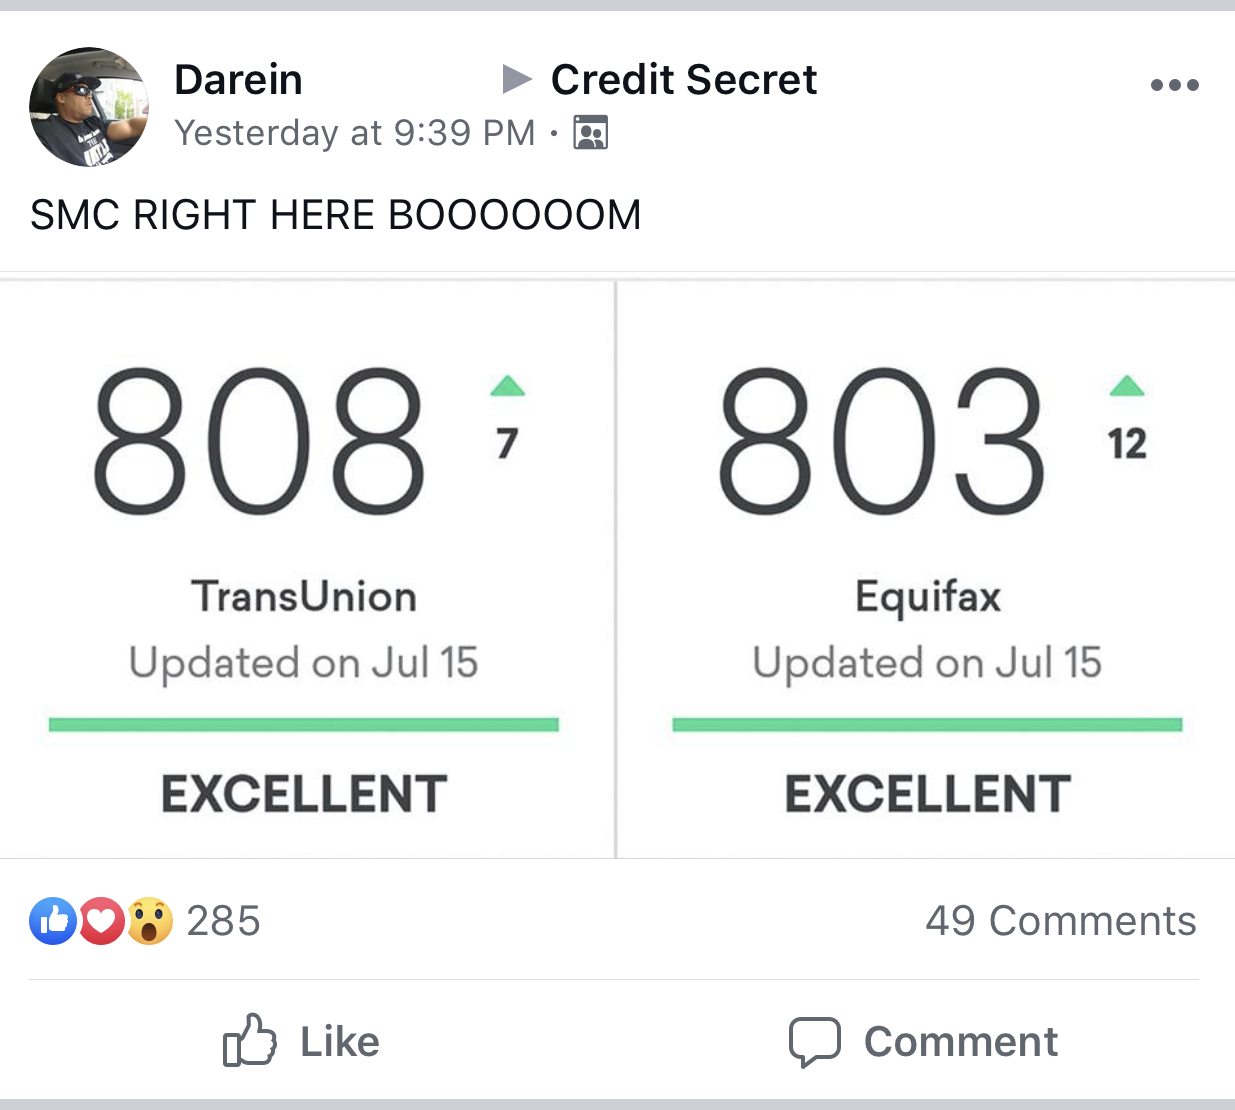 Darein Credit Secret
Yesterday at 9:39 PM ·
SMC RIGHT HERE BOOOOOOM
808 7
803 12
TransUnion
Updated on Jul 15
EXCELLENT
Equifax
Updated on Jul 15
EXCELLENT
285
49 Comments
Like
Comment